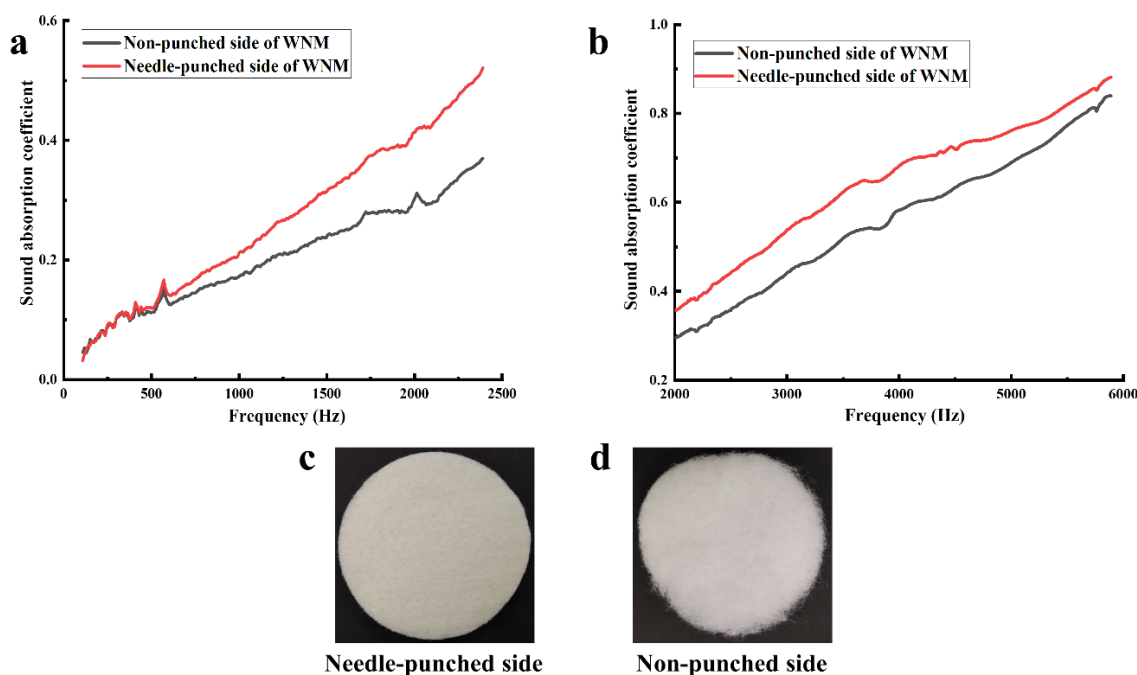 a
Non-punched side of WNM
Needle-punched side of WNM
0.6
0.4
0.2
0.0
Sound absorption coefficient
0 500 1000 1500 2000 2500
Frequency (Hz)
b
Non-punched side of WNM
Needle-punched side of WNM
1.0
0.8
0.6
0.4
0.2
Sound absorption coefficient
2000 3000 4000 5000 6000
Frequency (Hz)
c
Needle-punched side
d
Non-punched side